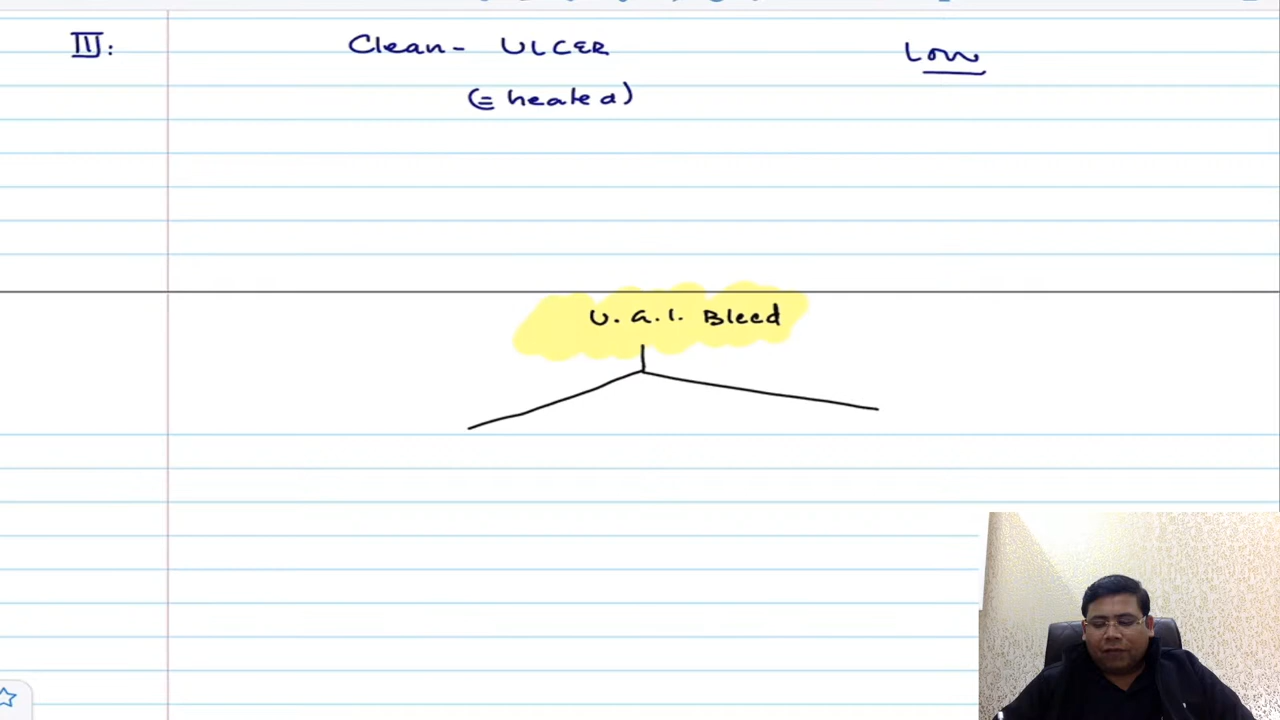 III: Clean - ULCER Low
(= healed)
U. G. I. Bleed